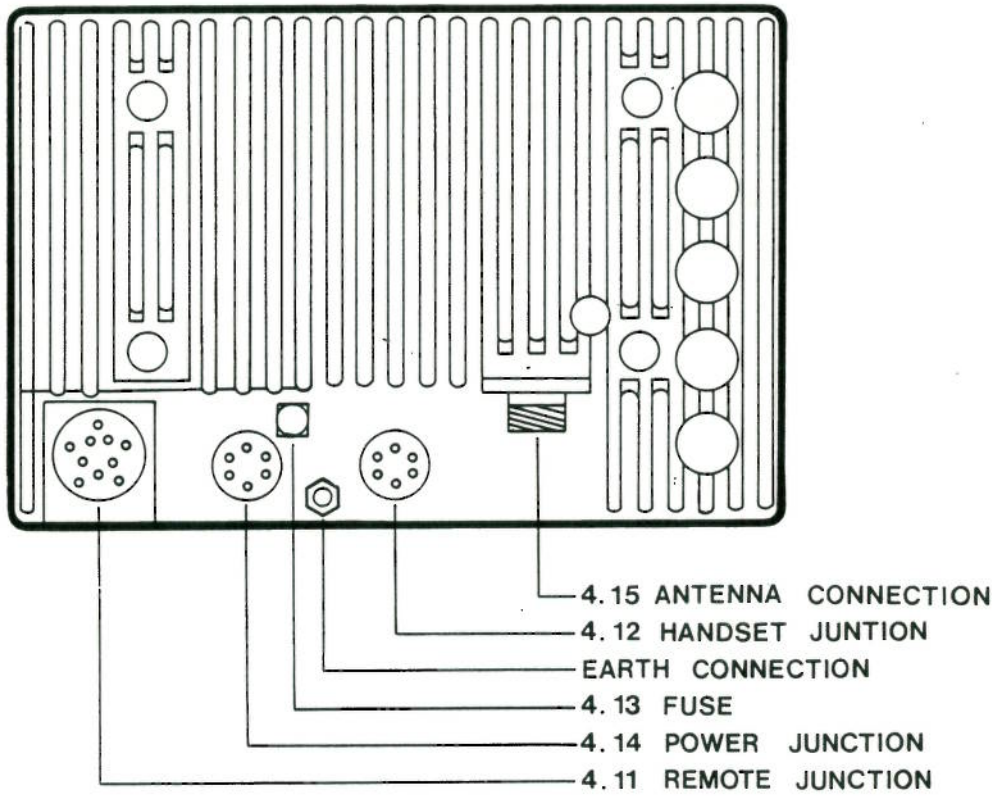 4.15 ANTENNA CONNECTION
4.12 HANDSET JUNTION
EARTH CONNECTION
4.13 FUSE
4.14 POWER JUNCTION
4.11 REMOTE JUNCTION